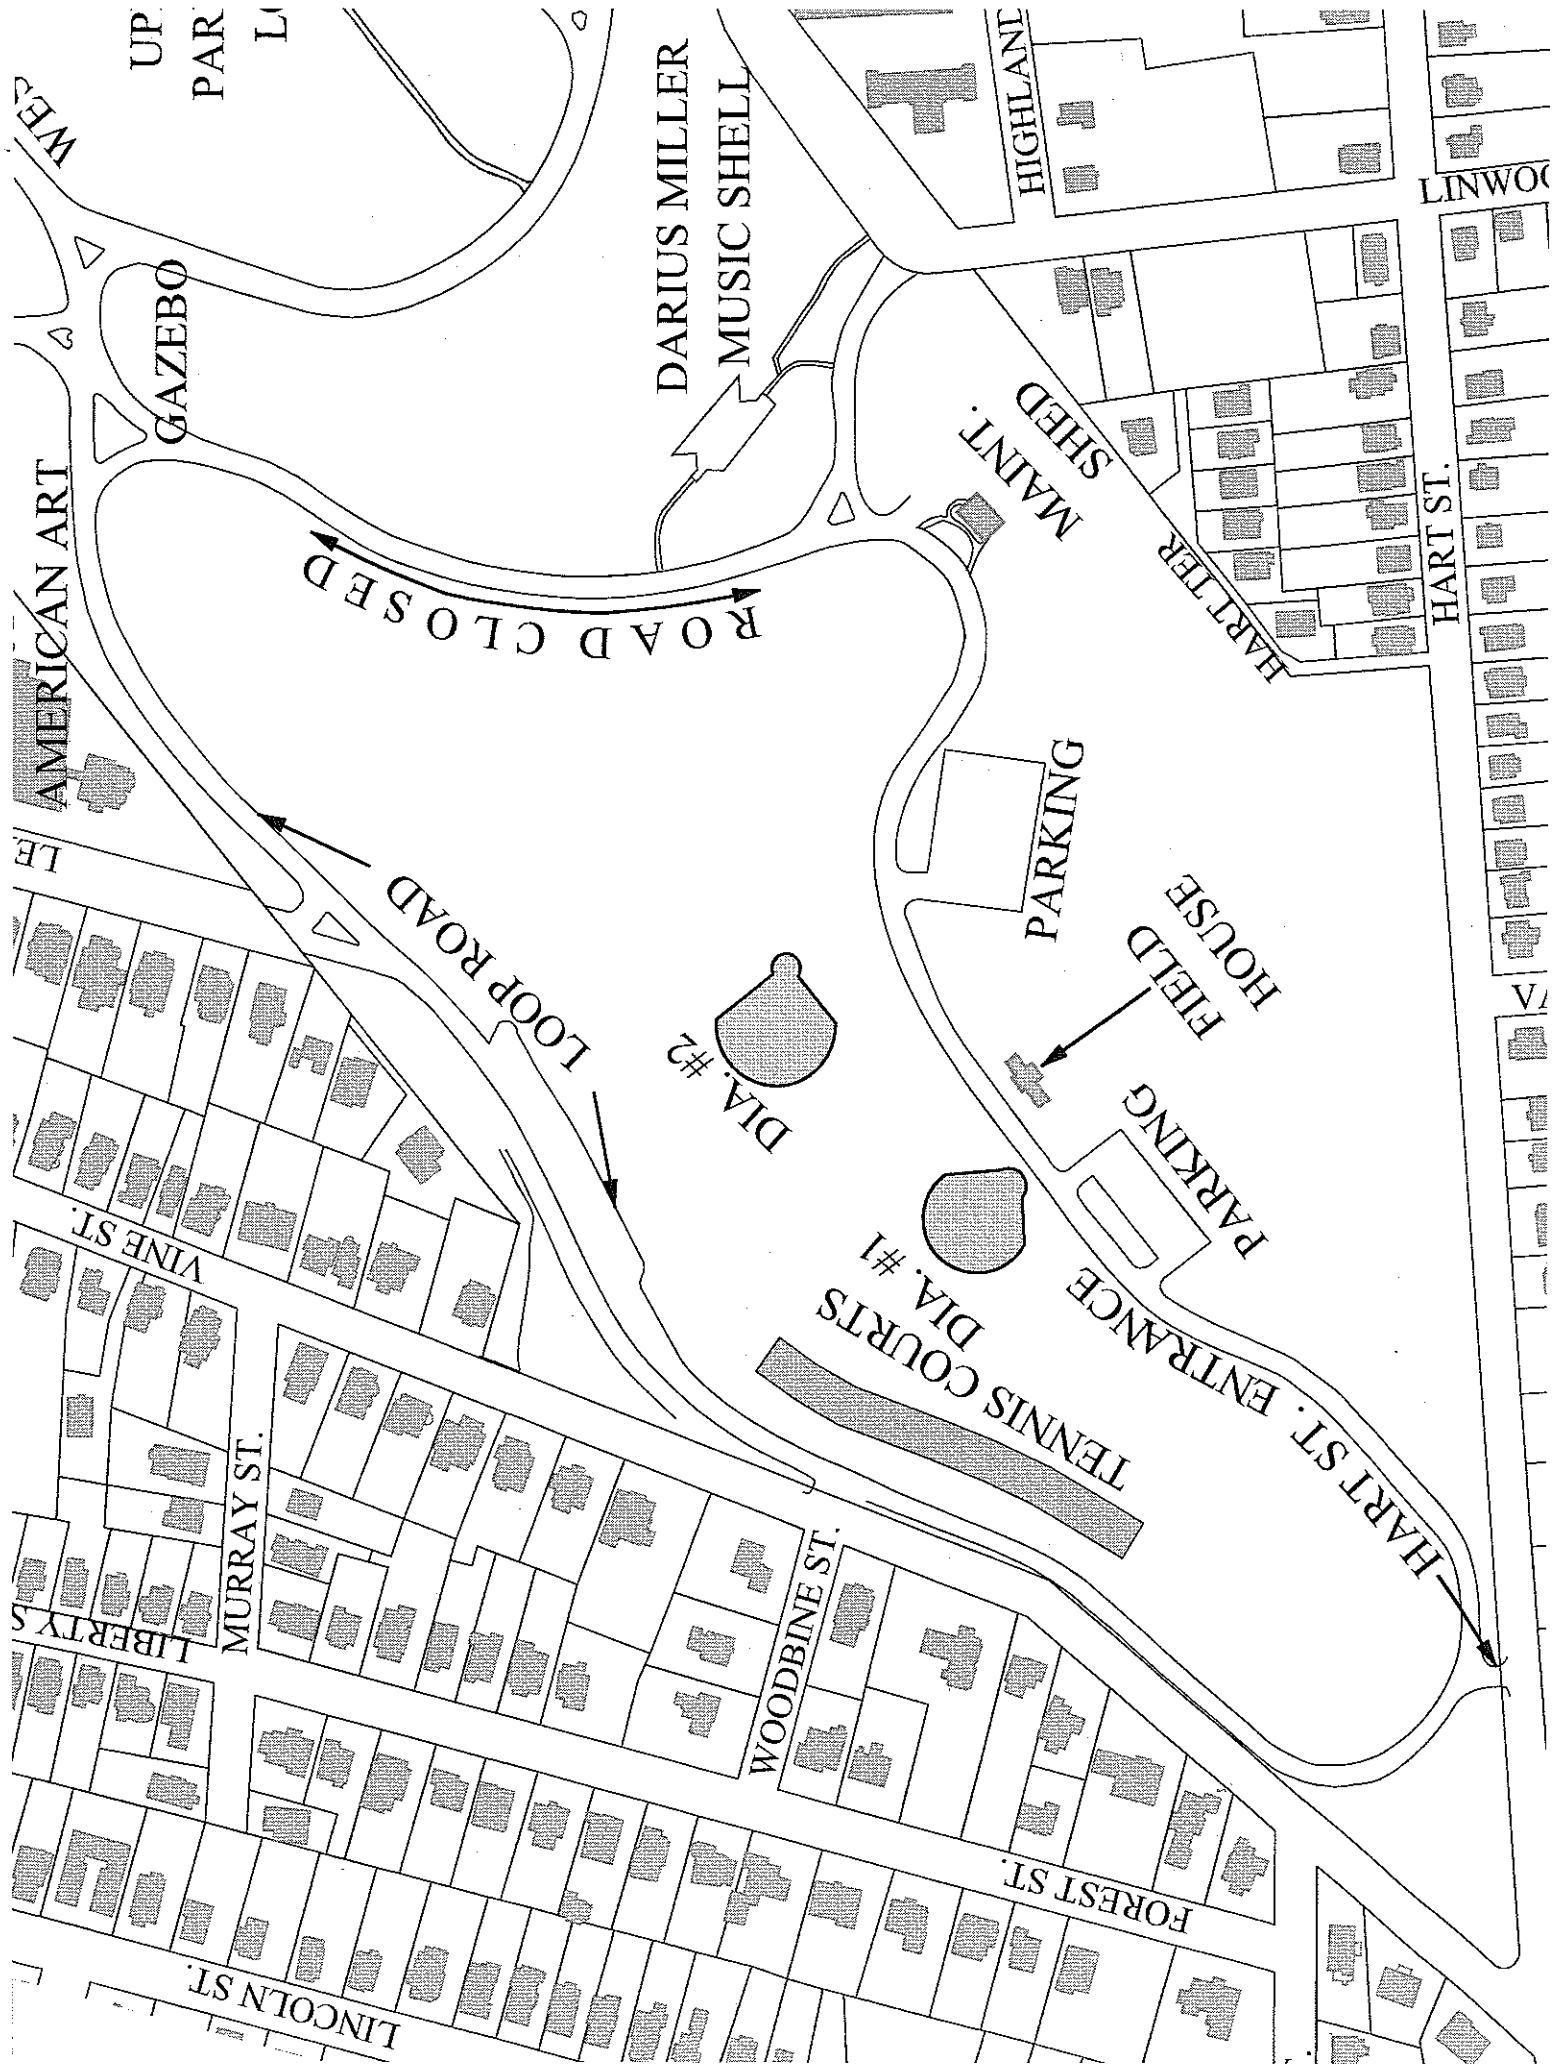 UP
PAR
LO
WES
GAZEBO
AMERICAN ART
DARIUS MILLER
MUSIC SHELL
HIGHLAND
LINWOO
MAINT.
SHED
HART TER
HART ST.
ROAD CLOSED
LE
LOOP ROAD
PARKING
FIELD
HOUSE
VA
DIA. #2
DIA. #1
PARKING
TENNIS COURTS
HART ST. ENTRANCE
VINE ST.
MURRAY ST.
LIBERTY S
WOODBINE ST.
FOREST ST.
LINCOLN ST.